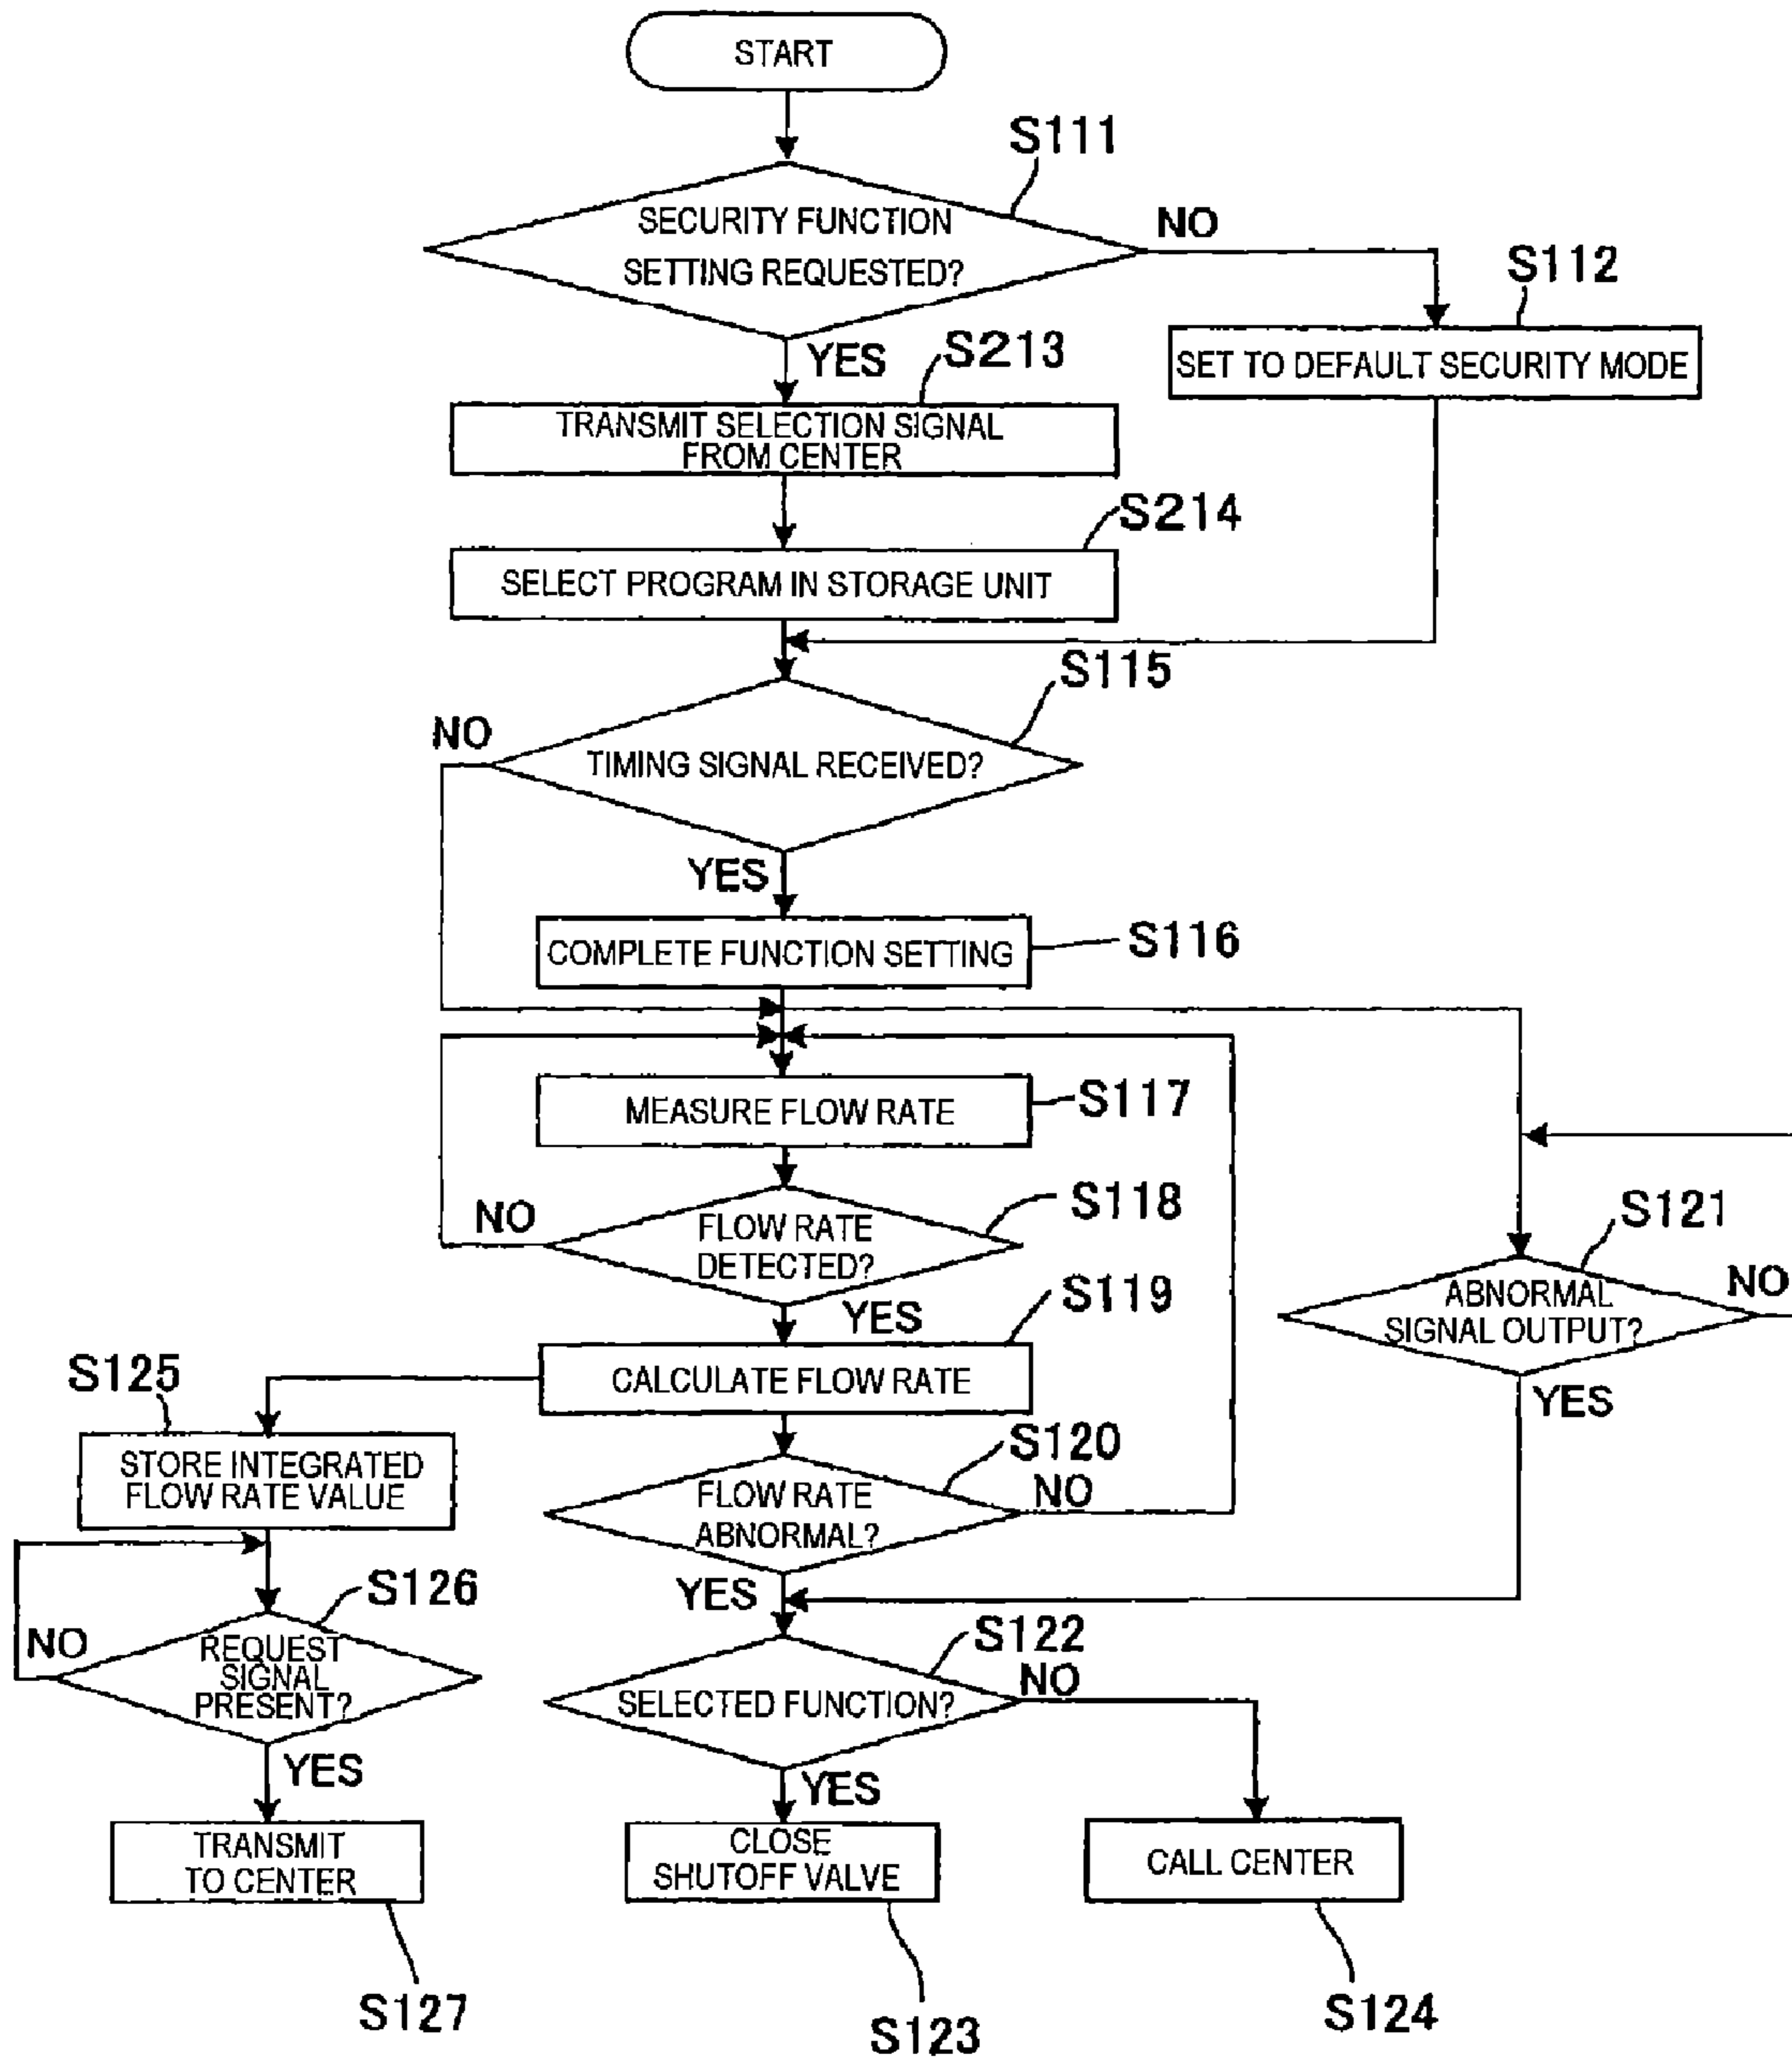 START
S111
SECURITY FUNCTION
SETTING REQUESTED?
NO
S112
SET TO DEFAULT SECURITY MODE
YES
S213
TRANSMIT SELECTION SIGNAL
FROM CENTER
S214
SELECT PROGRAM IN STORAGE UNIT
S115
NO
TIMING SIGNAL RECEIVED?
YES
COMPLETE FUNCTION SETTING
S116
MEASURE FLOW RATE
S117
S118
NO
FLOW RATE
DETECTED?
YES
S119
CALCULATE FLOW RATE
S121
ABNORMAL
SIGNAL OUTPUT?
NO
YES
S125
STORE INTEGRATED
FLOW RATE VALUE
S120
FLOW RATE
ABNORMAL?
NO
YES
S126
NO
REQUEST
SIGNAL
PRESENT?
YES
S122
SELECTED FUNCTION?
NO
YES
TRANSMIT
TO CENTER
CLOSE
SHUTOFF VALVE
CALL CENTER
S127
S123
S124